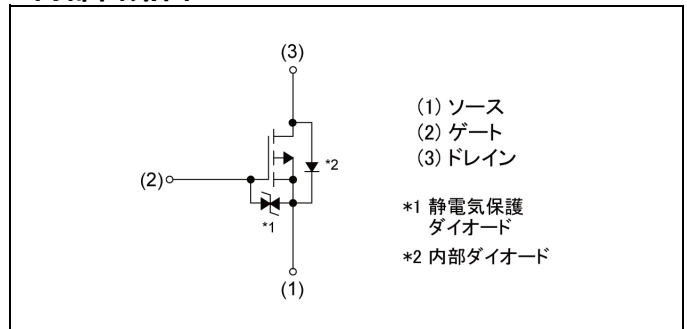 (3)
(2)
*2
*1
(1)
(1) ソース
(2) ゲート
(3) ドレイン
*1 静電気保護
ダイオード
*2 内部ダイオード